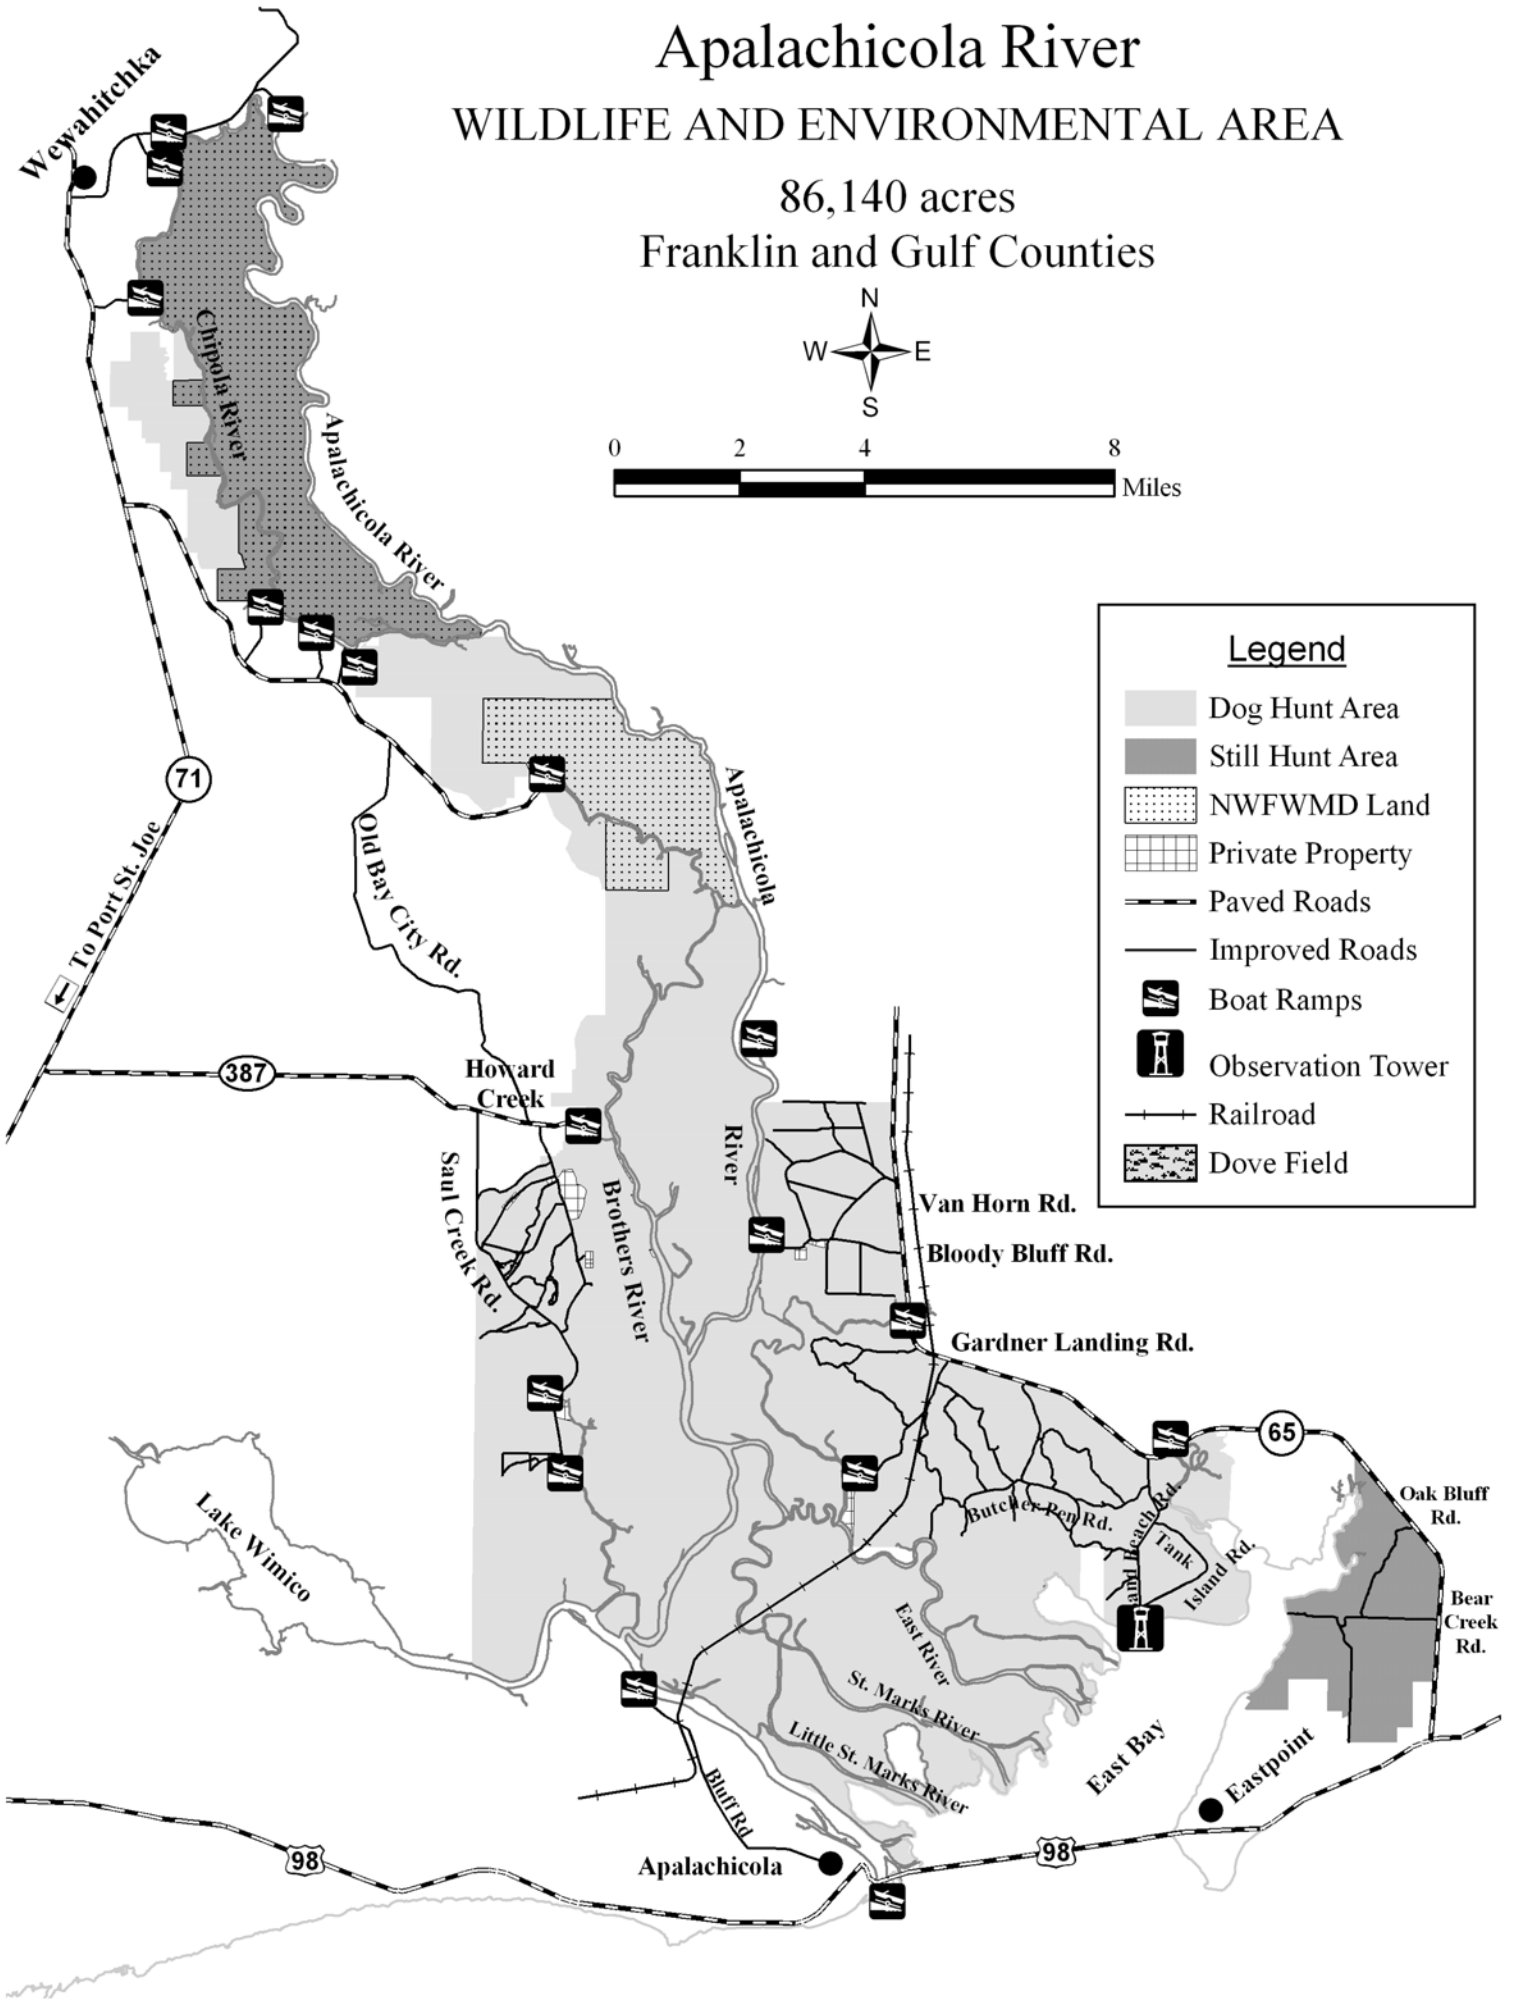 Apalachicola River
WILDLIFE AND ENVIRONMENTAL AREA
86,140 acres
Franklin and Gulf Counties
N
W E
S
0 2 4 8
Miles
Wewahitchka
Chipola River
Apalachicola River
71
To Port St. Joe
Old Bay City Rd.
Apalachicola
River
387
Howard
Creek
Saul Creek Rd.
Brothers River
Legend
Dog Hunt Area
Still Hunt Area
NWFWMD Land
Private Property
Paved Roads
Improved Roads
Boat Ramps
Observation Tower
Railroad
Dove Field
Van Horn Rd.
Bloody Bluff Rd.
Gardner Landing Rd.
65
Oak Bluff
Rd.
Butcher Pen Rd.
Beach Rd.
Tank
Island Rd.
Bear
Creek
Rd.
Lake Wimico
East River
St. Marks River
Little St. Marks River
East Bay
Eastpoint
Bluff Rd
Apalachicola
98
98